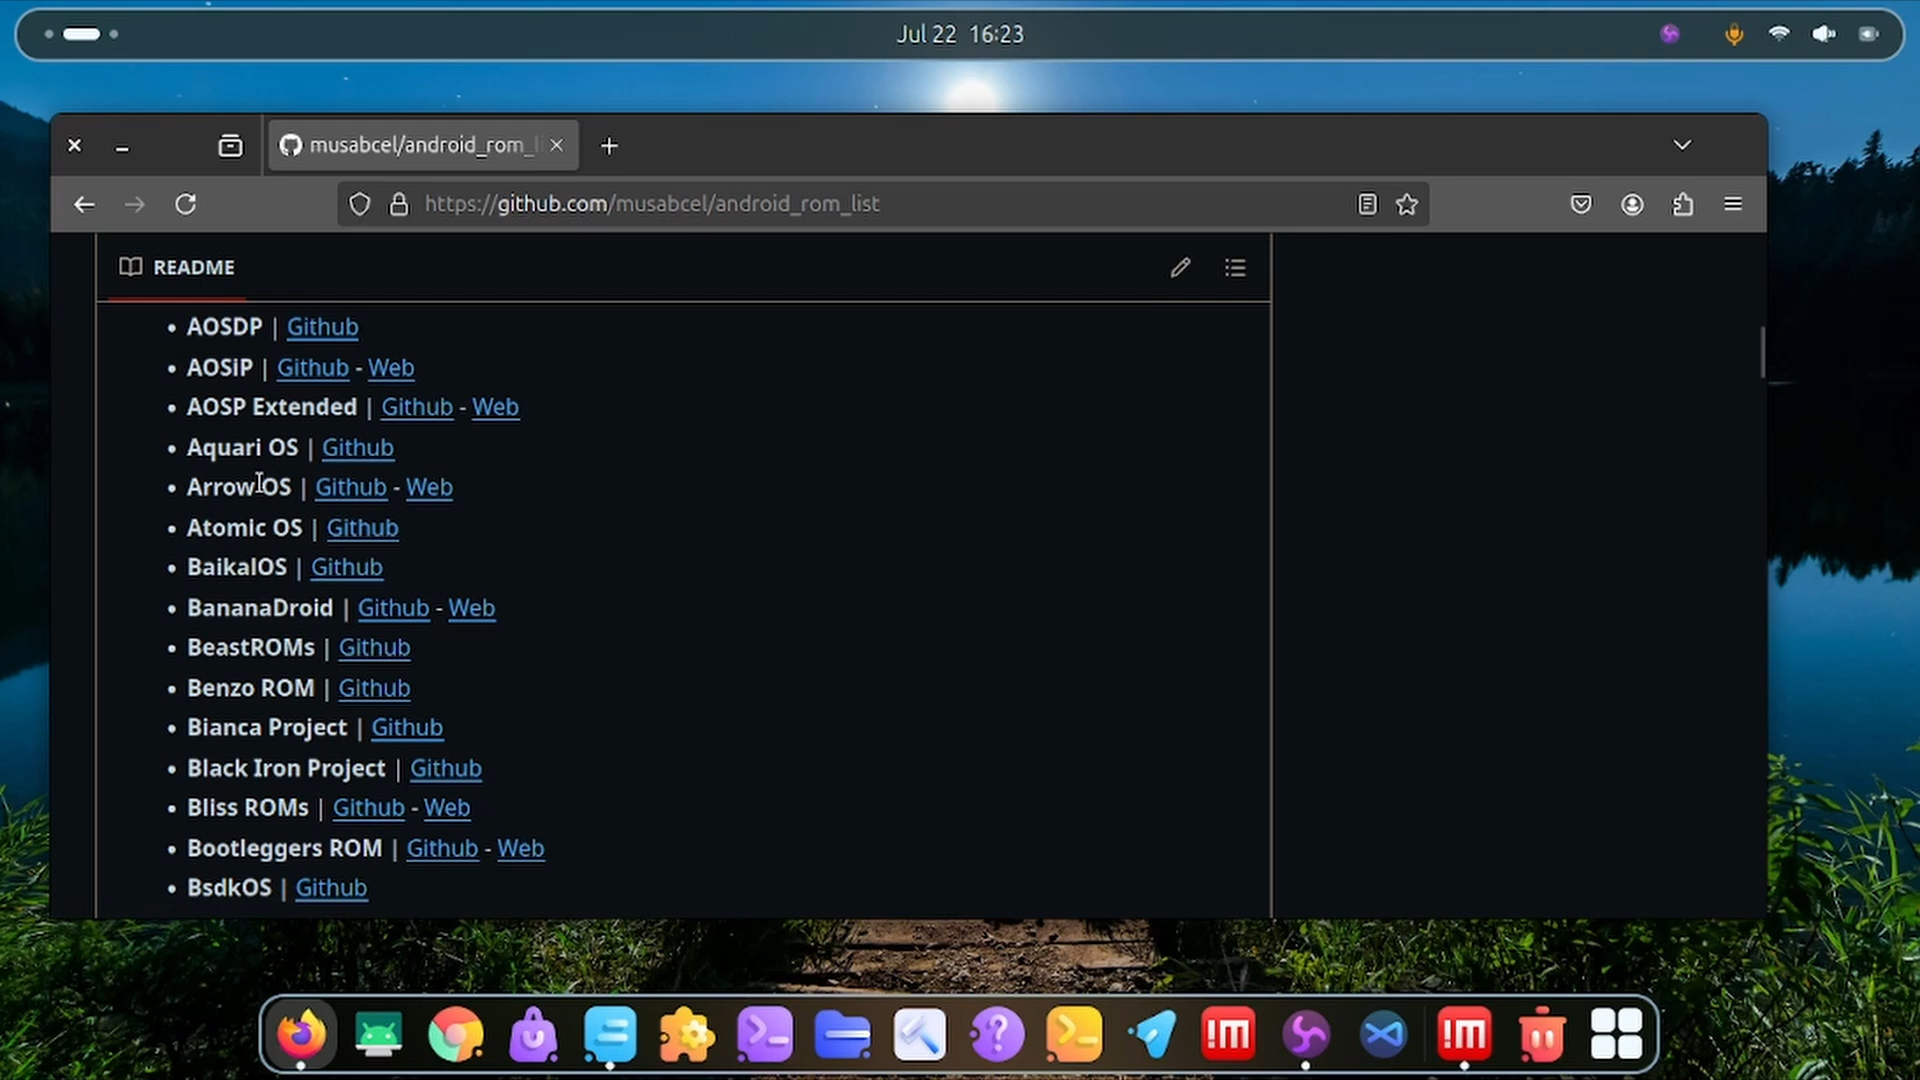 Jul 22 16:23
musabcel/android_rom_l
https://github.com/musabcel/android_rom_list
README
• AOSDP | Github
• AOSiP | Github - Web
• AOSP Extended | Github - Web
• Aquari OS | Github
• ArrowOS | Github - Web
• Atomic OS | Github
• BaikalOS | Github
• BananaDroid | Github - Web
• BeastROMs | Github
• Benzo ROM | Github
• Bianca Project | Github
• Black Iron Project | Github
• Bliss ROMs | Github - Web
• Bootleggers ROM | Github - Web
• BsdkOS | Github